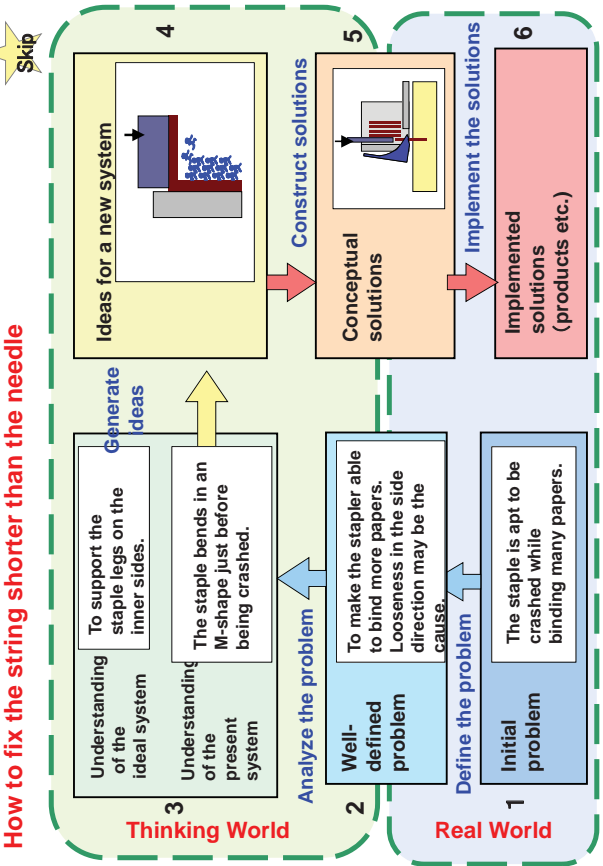 How to fix the string shorter than the needle
Skip
Thinking World
3
Understanding
of the
ideal system
To support the
staple legs on the
inner sides.
Understanding
of the
present
system
The staple bends in an
M-shape just before
being crashed.
Generate
ideas
4
Ideas for a new system
Analyze the problem
Construct solutions
2
Well-
defined
problem
To make the stapler able
to bind more papers.
Looseness in the side
direction may be the
cause.
5
Conceptual
solutions
Define the problem
Implement the solutions
Real World
1
Initial
problem
The staple is apt to be
crashed while
binding many papers.
6
Implemented
solutions
(products etc.)